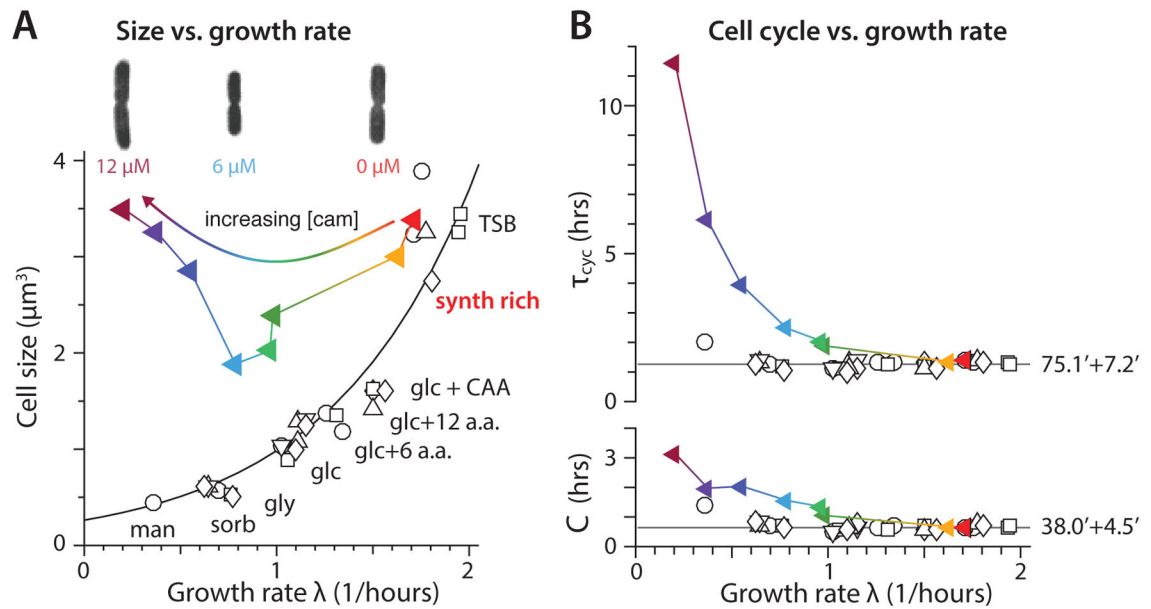 A
Size vs. growth rate
12 µM
6 µM
0 µM
increasing [cam]
TSB
synth rich
glc + CAA
glc+12 a.a.
glc+6 a.a.
glc
gly
sorb
man
4
2
0
Cell size (µm³)
0
1
2
Growth rate λ (1/hours)
B
Cell cycle vs. growth rate
10
5
0
τcyc (hrs)
75.1′+7.2′
3
0
C (hrs)
38.0′+4.5′
0
1
2
Growth rate λ (1/hours)